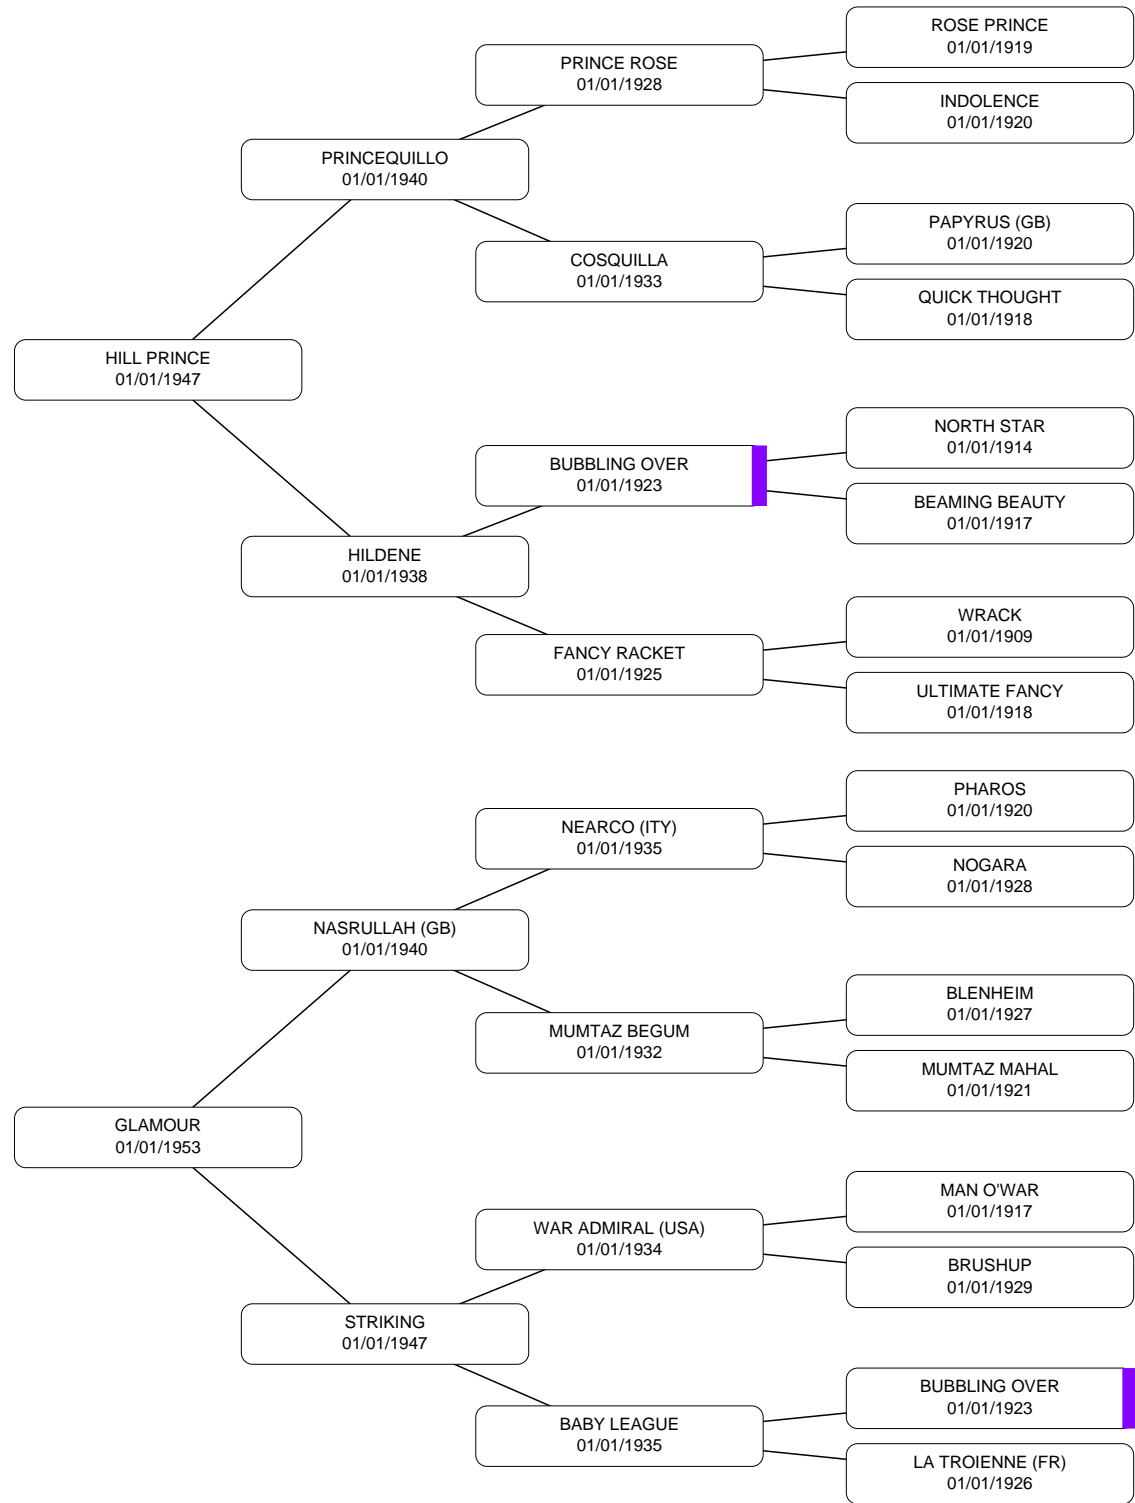 ROSE PRINCE
01/01/1919
PRINCE ROSE
01/01/1928
INDOLENCE
01/01/1920
PRINCEQUILLO
01/01/1940
PAPYRUS (GB)
01/01/1920
COSQUILLA
01/01/1933
QUICK THOUGHT
01/01/1918
HILL PRINCE
01/01/1947
NORTH STAR
01/01/1914
BUBBLING OVER
01/01/1923
BEAMING BEAUTY
01/01/1917
HILDENE
01/01/1938
WRACK
01/01/1909
FANCY RACKET
01/01/1925
ULTIMATE FANCY
01/01/1918
PHAROS
01/01/1920
NEARCO (ITY)
01/01/1935
NOGARA
01/01/1928
NASRULLAH (GB)
01/01/1940
BLENHEIM
01/01/1927
MUMTAZ BEGUM
01/01/1932
MUMTAZ MAHAL
01/01/1921
GLAMOUR
01/01/1953
MAN O'WAR
01/01/1917
WAR ADMIRAL (USA)
01/01/1934
BRUSHUP
01/01/1929
STRIKING
01/01/1947
BUBBLING OVER
01/01/1923
BABY LEAGUE
01/01/1935
LA TROIENNE (FR)
01/01/1926